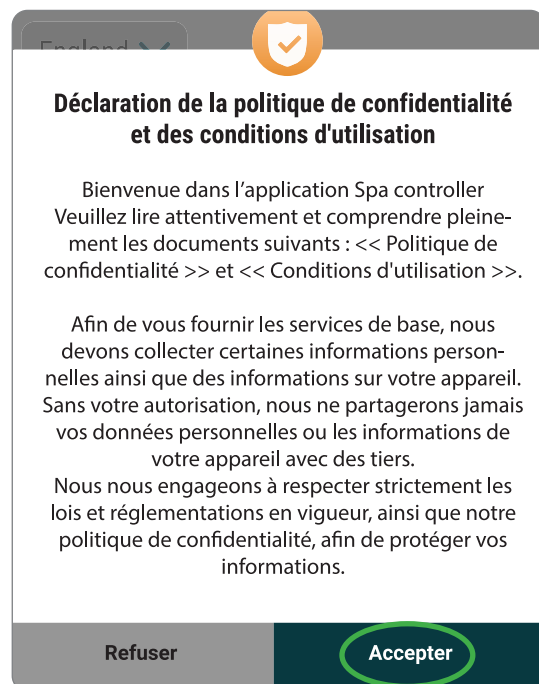 England
Déclaration de la politique de confidentialité
et des conditions d'utilisation
Bienvenue dans l’application Spa controller
Veuillez lire attentivement et comprendre pleine-
ment les documents suivants : << Politique de
confidentialité >> et << Conditions d'utilisation >>.
Afin de vous fournir les services de base, nous
devons collecter certaines informations person-
nelles ainsi que des informations sur votre appareil.
Sans votre autorisation, nous ne partagerons jamais
vos données personnelles ou les informations de
votre appareil avec des tiers.
Nous nous engageons à respecter strictement les
lois et réglementations en vigueur, ainsi que notre
politique de confidentialité, afin de protéger vos
informations.
Refuser Accepter